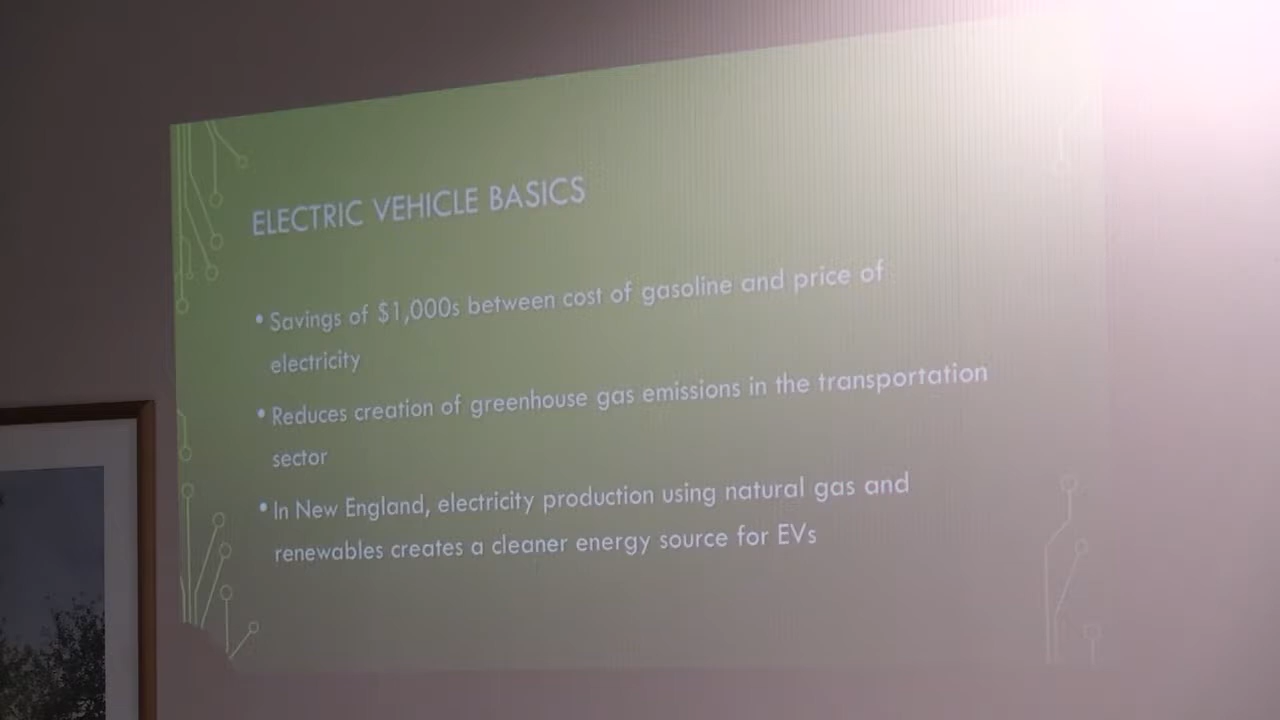 ELECTRIC VEHICLE BASICS
• Savings of $1,000s between cost of gasoline and price of
electricity
• Reduces creation of greenhouse gas emissions in the transportation
sector
• In New England, electricity production using natural gas and
renewables creates a cleaner energy source for EVs